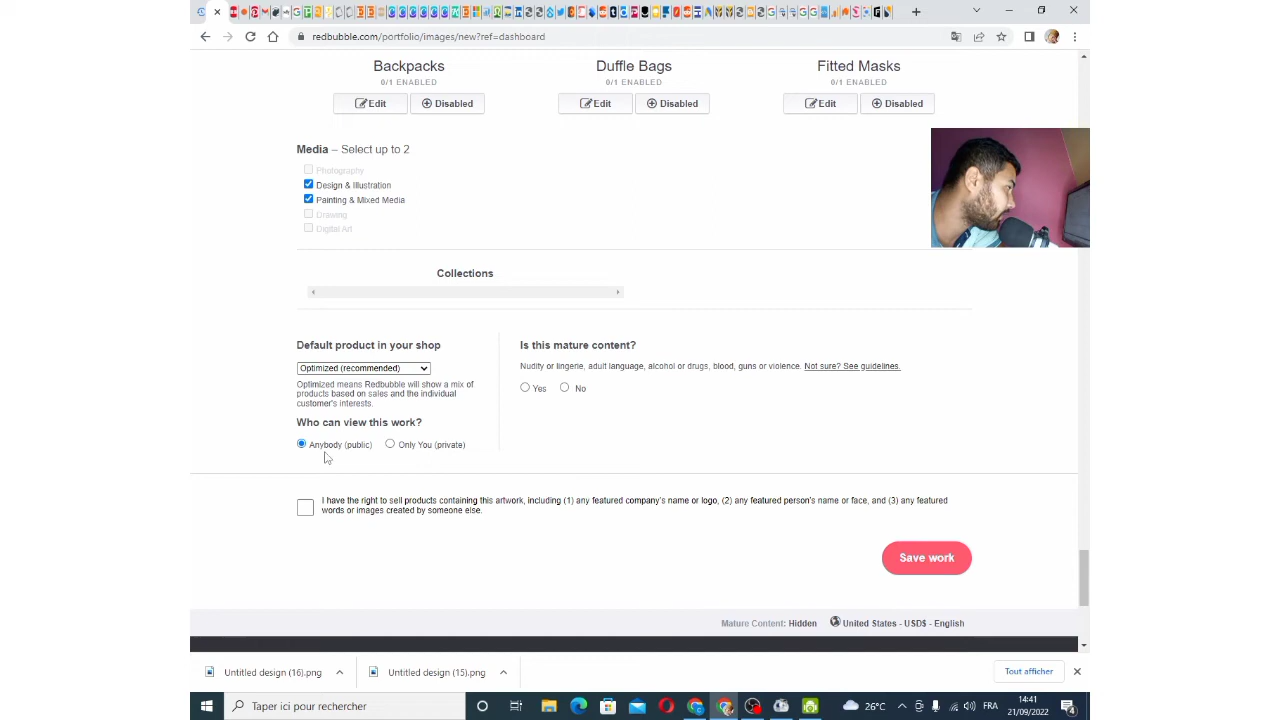 redbubble.com/portfolio/images/new?ref=dashboard
Backpacks
0/1 ENABLED
Edit
Disabled
Duffle Bags
0/1 ENABLED
Edit
Disabled
Fitted Masks
0/1 ENABLED
Edit
Disabled
Media – Select up to 2
Photography
Design & Illustration
Painting & Mixed Media
Drawing
Digital Art
Collections
Default product in your shop
Optimized (recommended)
Optimized means Redbubble will show a mix of
products based on sales and the individual
customer's interests.
Who can view this work?
Anybody (public)
Only You (private)
Is this mature content?
Nudity or lingerie, adult language, alcohol or drugs, blood, guns or violence. Not sure? See guidelines.
Yes
No
I have the right to sell products containing this artwork, including (1) any featured company's name or logo, (2) any featured person's name or face, and (3) any featured
words or images created by someone else.
Save work
Mature Content: Hidden
United States - USD$ - English
Untitled design (16).png
Untitled design (15).png
Tout afficher
Taper ici pour rechercher
26°C
FRA
14:41
21/09/2022
4